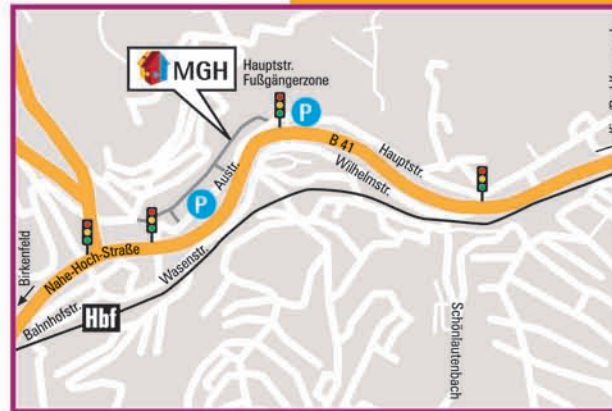 MGH
Hauptstr.
Fußgängerzone
P
B 41
Hauptstr.
Wilhelmstr.
Austr.
P
Birkenfeld
Nahe-Hoch-Straße
Wasenstr.
Bahnhofstr.
Hbf
Schönlautenbach